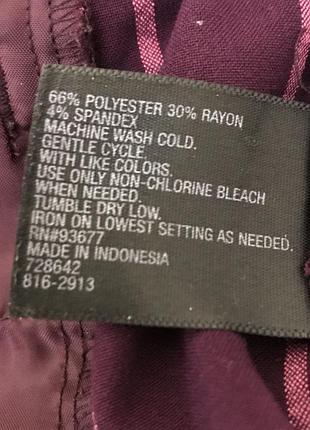 66% POLYESTER 30% RAYON
4% SPANDEX
MACHINE WASH COLD.
GENTLE CYCLE.
WITH LIKE COLORS.
USE ONLY NON-CHLORINE BLEACH
WHEN NEEDED.
TUMBLE DRY LOW.
IRON ON LOWEST SETTING AS NEEDED.
RN#93677
MADE IN INDONESIA
728642
816-2913